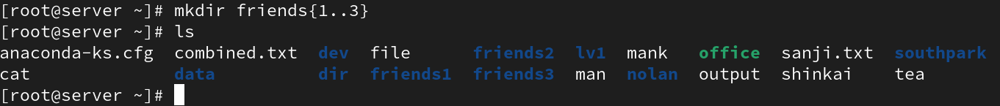 [root@server ~]# mkdir friends{1..3}
[root@server ~]# ls
anaconda-ks.cfg  combined.txt  dev  file      friends2  lv1    mank    office  sanji.txt  southpark
cat              data          dir  friends1  friends3  man    nolan   output  shinkai    tea
[root@server ~]#